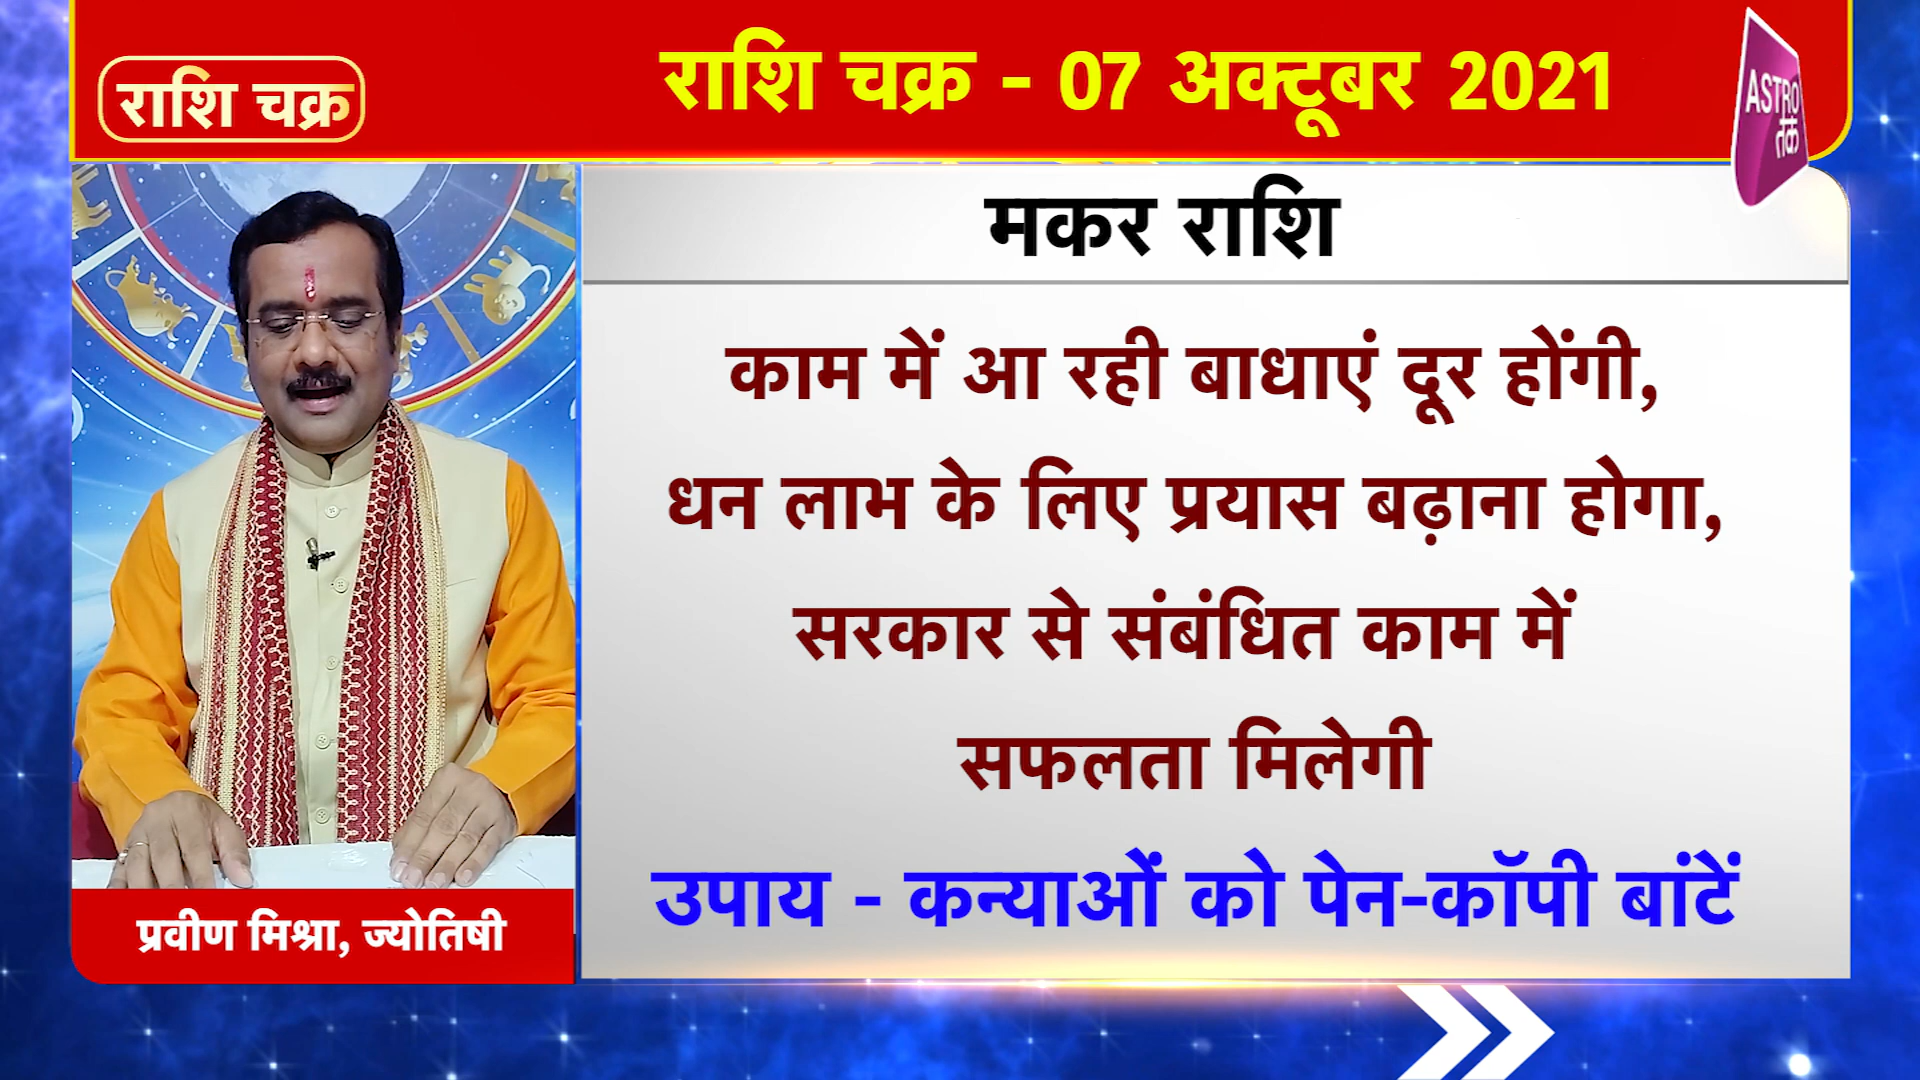 राशि चक्र
राशि चक्र - 07 अक्टूबर 2021
ASTRO
तक
मकर राशि
काम में आ रही बाधाएं दूर होंगी,
धन लाभ के लिए प्रयास बढ़ाना होगा,
सरकार से संबंधित काम में
सफलता मिलेगी
उपाय - कन्याओं को पेन-कॉपी बांटें
प्रवीण मिश्रा, ज्योतिषी